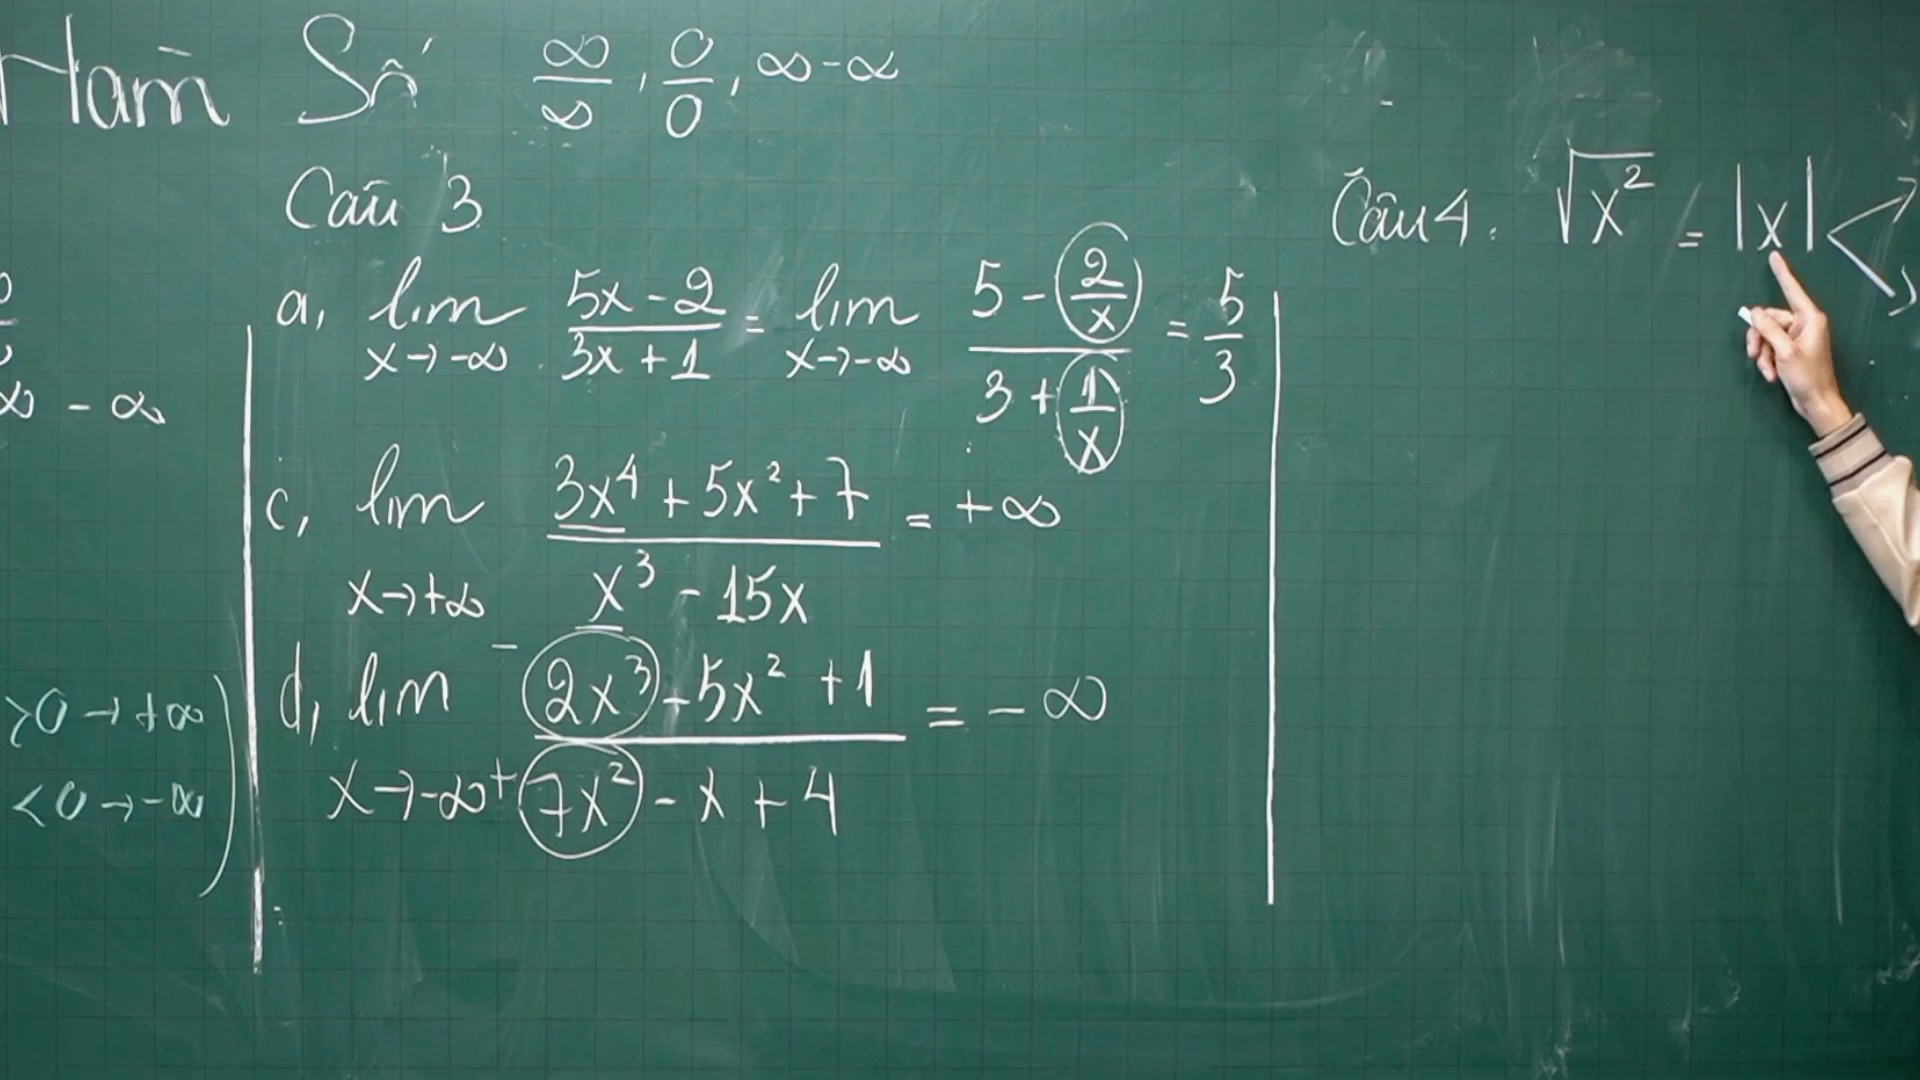 Hàm Số ∞/∞, 0/0, ∞-∞
∞ - ∞
>0 → +∞
<0 → -∞
Câu 3
a, lim x→-∞ (5x-2)/(3x+1) = lim x→-∞ (5 - 2/x)/(3 + 1/x) = 5/3
c, lim x→+∞ (3x⁴ + 5x² + 7)/(x³ - 15x) = +∞
d, lim x→-∞ (2x³ - 5x² + 1)/(7x² - x + 4) = -∞
Câu 4: √x² = |x|